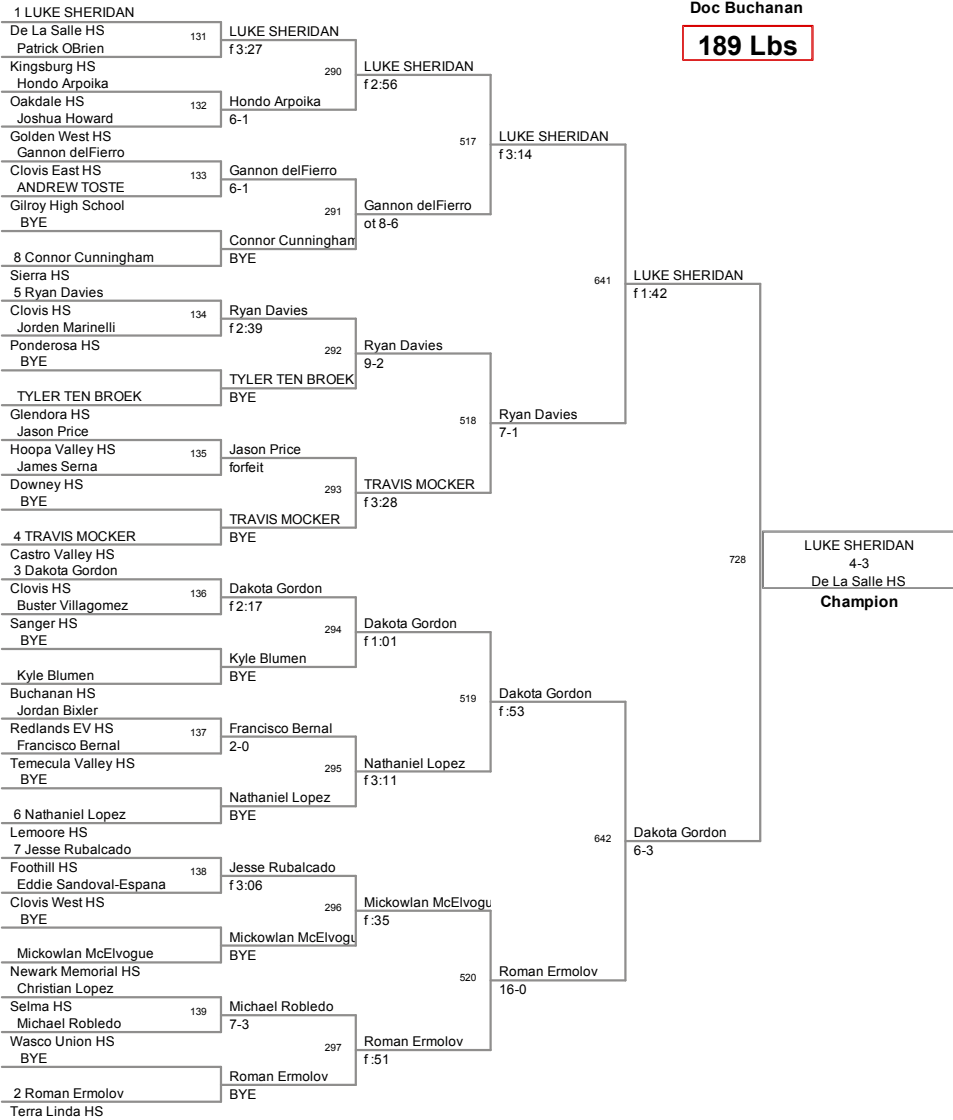 Doc Buchanan
189 Lbs
1 LUKE SHERIDAN
De La Salle HS
131
Patrick OBrien
Kingsburg HS
Hondo Arpoika
Oakdale HS
132
Joshua Howard
Golden West HS
Gannon delFierro
Clovis East HS
133
ANDREW TOSTE
Gilroy High School
BYE
8 Connor Cunningham
Sierra HS
5 Ryan Davies
Clovis HS
134
Jorden Marinelli
Ponderosa HS
BYE
TYLER TEN BROEK
Glendora HS
Jason Price
Hoopa Valley HS
135
James Serna
Downey HS
BYE
4 TRAVIS MOCKER
Castro Valley HS
3 Dakota Gordon
Clovis HS
136
Buster Villagomez
Sanger HS
BYE
Kyle Blumen
Buchanan HS
Jordan Bixler
Redlands EV HS
137
Francisco Bernal
Temecula Valley HS
BYE
6 Nathaniel Lopez
Lemoore HS
7 Jesse Rubalcado
Foothill HS
138
Eddie Sandoval-Espana
Clovis West HS
BYE
Mickowlan McElvogue
Newark Memorial HS
Christian Lopez
Selma HS
139
Michael Robledo
Wasco Union HS
BYE
2 Roman Ermolov
Terra Linda HS
LUKE SHERIDAN
f 3:27
290
Hondo Arpoika
6-1
Gannon delFierro
6-1
291
Connor Cunningham
BYE
Ryan Davies
f 2:39
292
TYLER TEN BROEK
BYE
Jason Price
forfeit
293
TRAVIS MOCKER
BYE
Dakota Gordon
f 2:17
294
Kyle Blumen
BYE
Francisco Bernal
2-0
295
Nathaniel Lopez
BYE
Jesse Rubalcado
f 3:06
296
Mickowlan McElvogu
BYE
Michael Robledo
7-3
297
Roman Ermolov
BYE
LUKE SHERIDAN
f 2:56
517
Gannon delFierro
ot 8-6
Ryan Davies
9-2
518
TRAVIS MOCKER
f 3:28
Dakota Gordon
f 1:01
519
Nathaniel Lopez
f 3:11
Mickowlan McElvogu
f :35
520
Roman Ermolov
f :51
LUKE SHERIDAN
f 3:14
641
Ryan Davies
7-1
Dakota Gordon
f :53
642
Roman Ermolov
16-0
LUKE SHERIDAN
f 1:42
728
Dakota Gordon
6-3
LUKE SHERIDAN
4-3
De La Salle HS
Champion